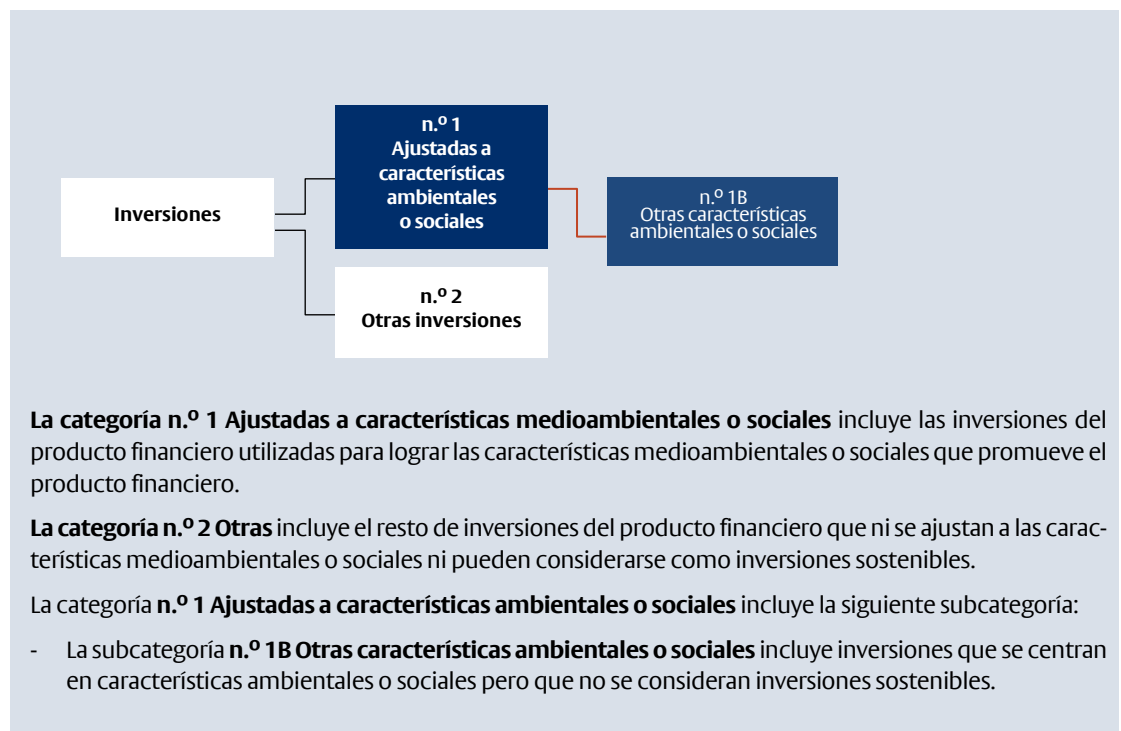 n.º 1
Ajustadas a
características
ambientales
o sociales
Inversiones
n.º 1B
Otras características
ambientales o sociales
n.º 2
Otras inversiones
La categoría n.º 1 Ajustadas a características medioambientales o sociales incluye las inversiones del
producto financiero utilizadas para lograr las características medioambientales o sociales que promueve el
producto financiero.
La categoría n.º 2 Otras incluye el resto de inversiones del producto financiero que ni se ajustan a las carac-
terísticas medioambientales o sociales ni pueden considerarse como inversiones sostenibles.
La categoría n.º 1 Ajustadas a características ambientales o sociales incluye la siguiente subcategoría:
- La subcategoría n.º 1B Otras características ambientales o sociales incluye inversiones que se centran
en características ambientales o sociales pero que no se consideran inversiones sostenibles.